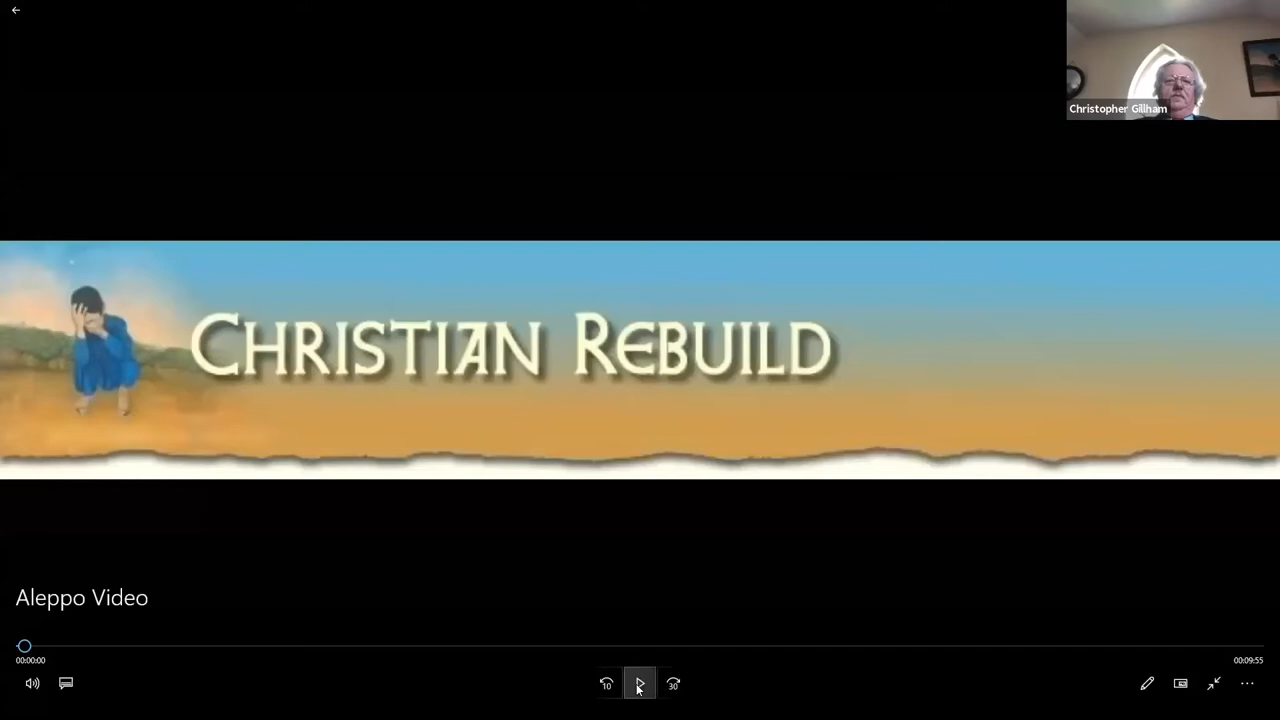 Christopher Gillham
CHRISTIAN REBUILD
Aleppo Video
00:00:00
00:09:55
10
30